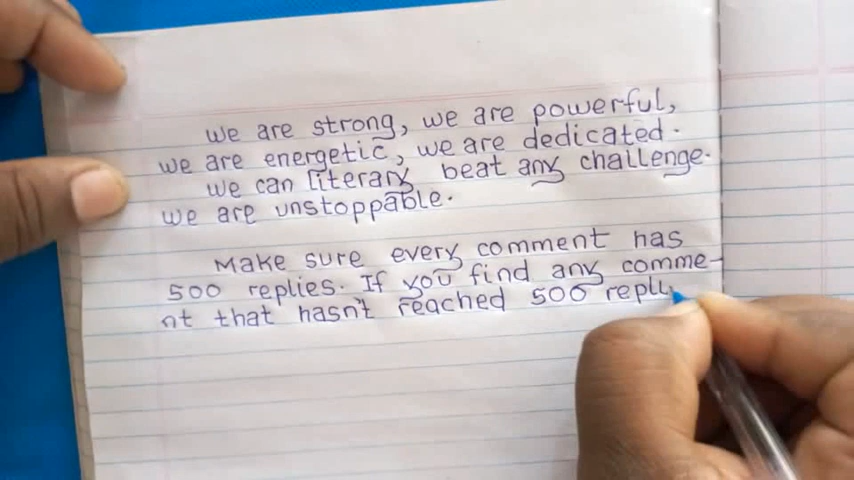 we are strong, we are powerful,
we are energetic, we are dedicated.
we can literary beat any challenge.
we are unstoppable.
Make sure every comment has
500 replies. If you find any comme-
nt that hasn't reached 500 repli